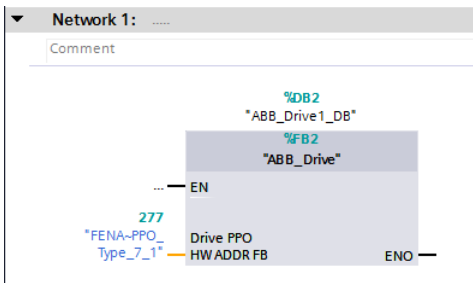 Network 1: .....
Comment
%DB2
"ABB_Drive1_DB"
%FB2
"ABB_Drive"
... EN
277
"FENA~PPO_
Type_7_1"
Drive PPO
HW ADDR FB
ENO